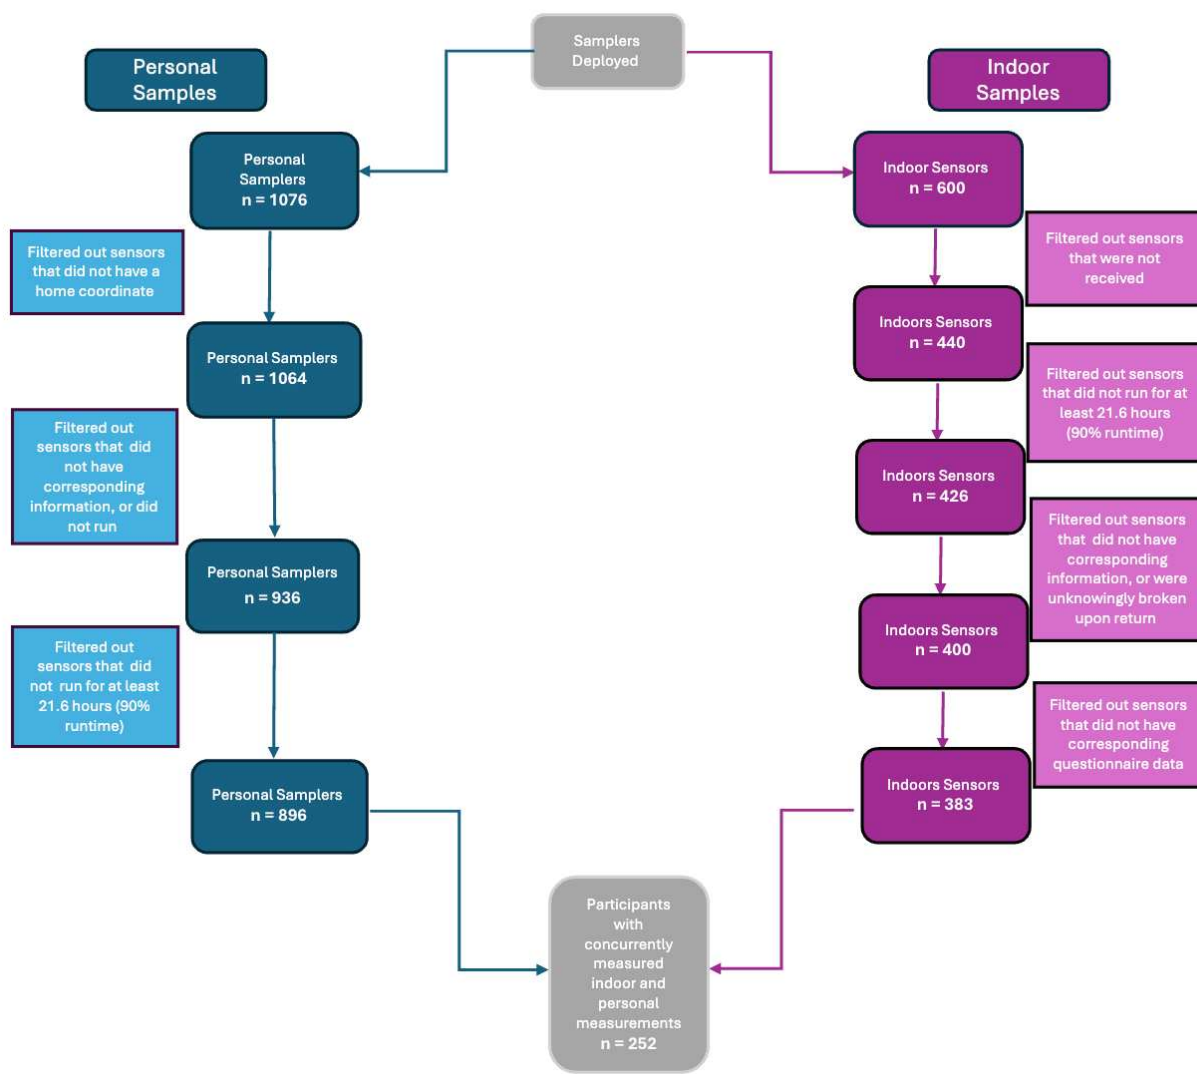 Samplers
Deployed
Personal
Samples
Indoor
Samples
Personal
Samplers
n = 1076
Indoor Sensors
n = 600
Filtered out sensors
that did not have a
home coordinate
Filtered out sensors
that were not
received
Personal Samplers
n = 1064
Indoors Sensors
n = 440
Filtered out
sensors that did
not have
corresponding
information, or did
not run
Filtered out sensors
that did not run for at
least 21.6 hours
(90% runtime)
Indoors Sensors
n = 426
Personal Samplers
n = 936
Filtered out sensors
that did not have
corresponding
information, or were
unknowingly broken
upon return
Indoors Sensors
n = 400
Filtered out
sensors that did
not run for at least
21.6 hours (90%
runtime)
Filtered out sensors
that did not have
corresponding
questionnaire data
Personal Samplers
n = 896
Indoors Sensors
n = 383
Participants
with
concurrently
measured
indoor and
personal
measurements
n = 252